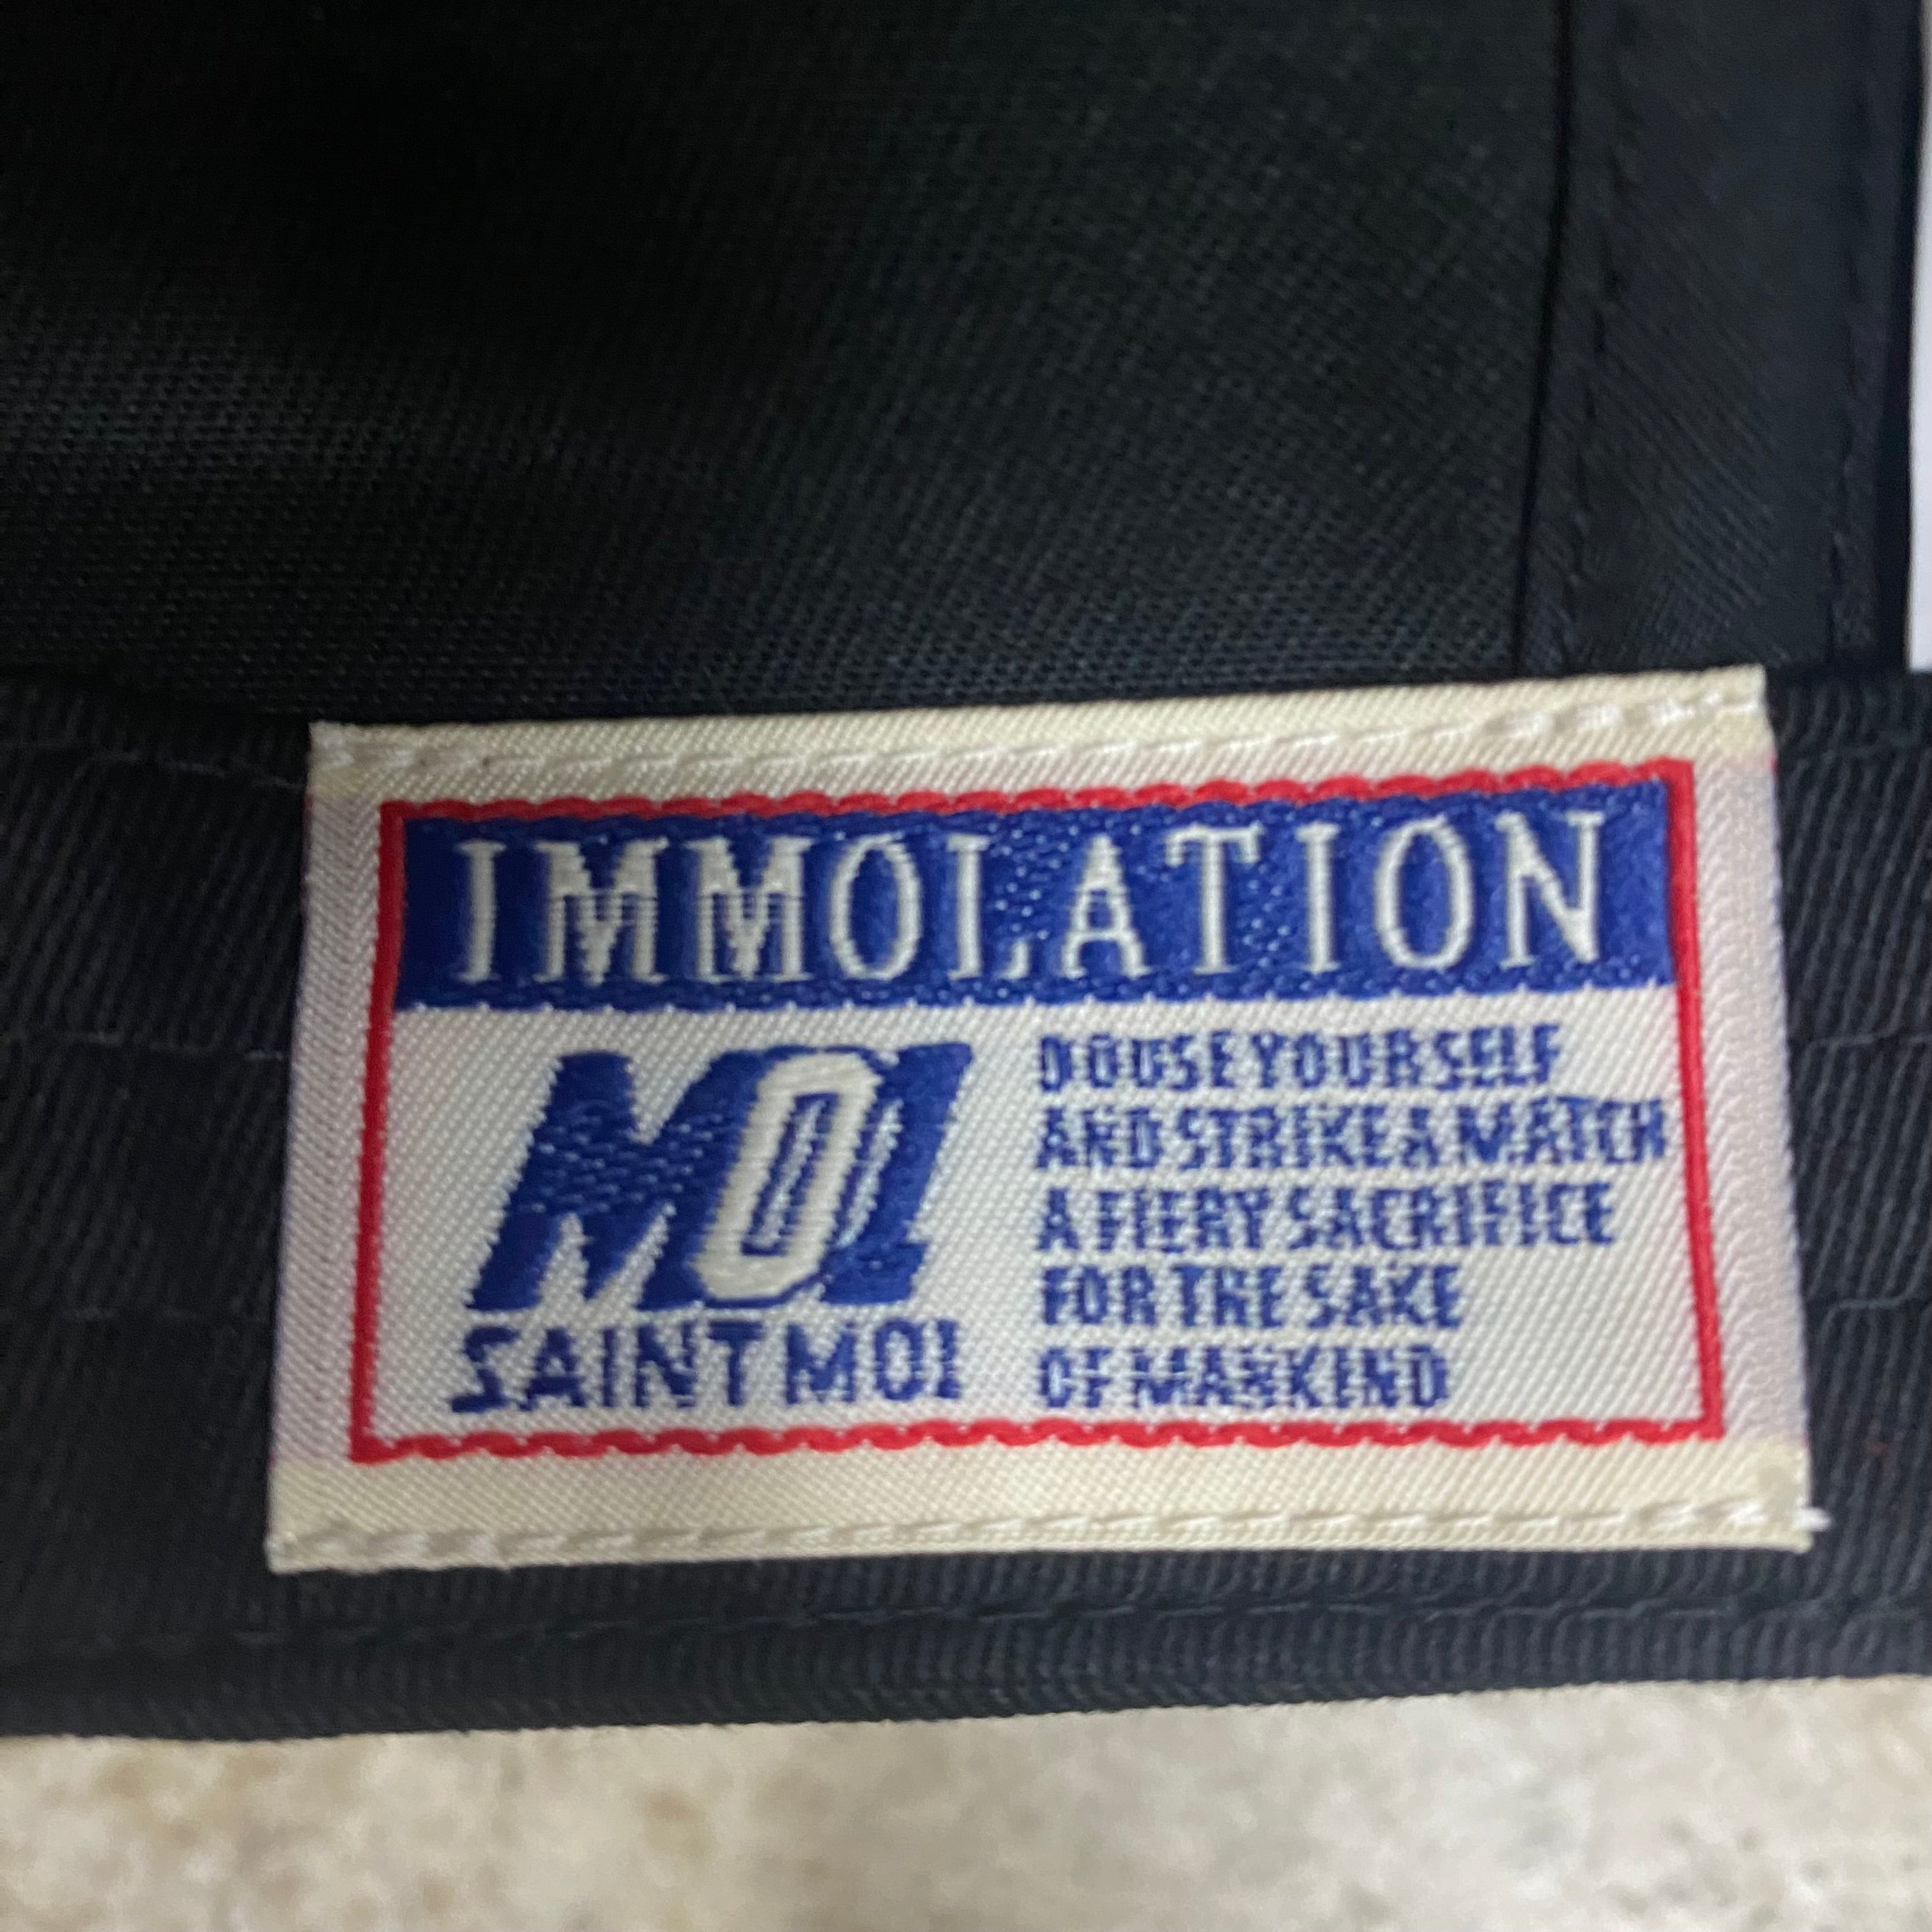 IMMOLATION
MOI
SAINT MOI
DOUSE YOURSELF
AND STRIKE A MATCH
A FIERY SACRIFICE
FOR THE SAKE
OF MANKIND